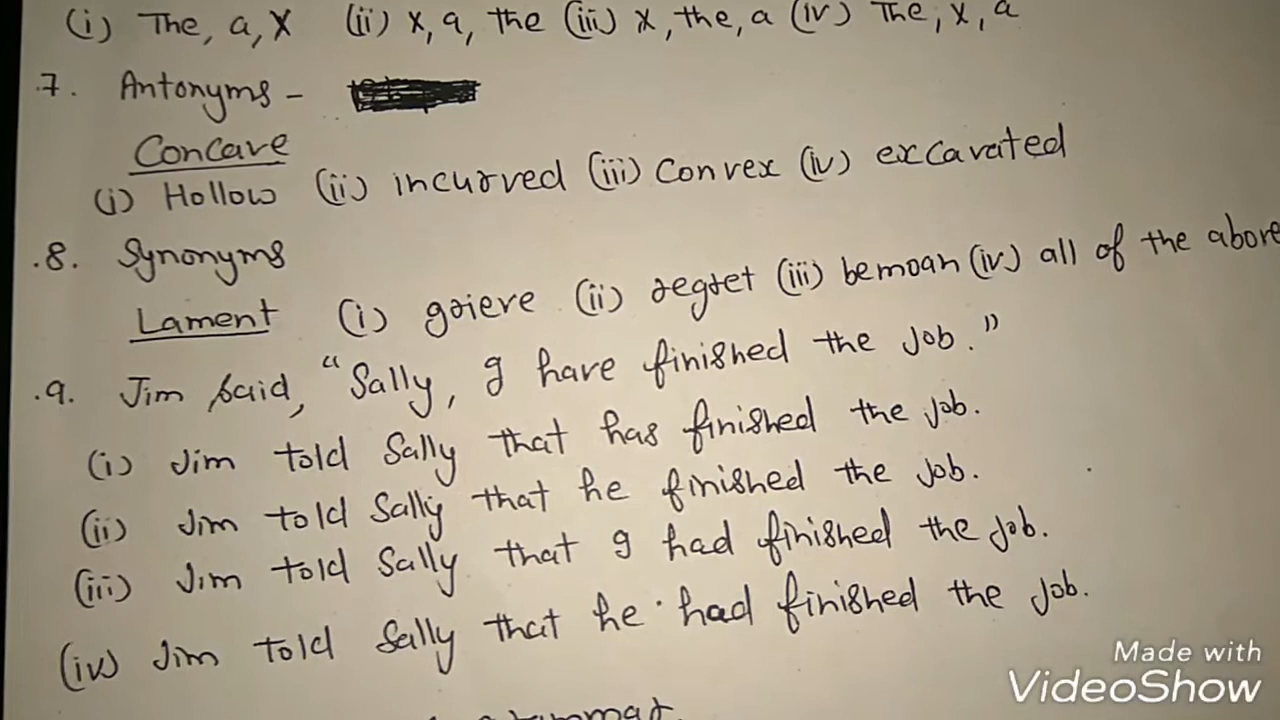 (i) The, a, X (ii) X, a, the (iii) X, the, a (iv) The, X, a
.7. Antonyms -
Concave
(i) Hollow (ii) incurved (iii) Convex (iv) excavated
.8. Synonyms
Lament (i) grieve (ii) regret (iii) bemoan (iv) all of the above
.9. Jim said, "Sally, I have finished the job."
(i) Jim told Sally that has finished the job.
(ii) Jim told Sally that he finished the job.
(iii) Jim told Sally that I had finished the job.
(iv) Jim told Sally that he had finished the job.
Made with
VideoShow